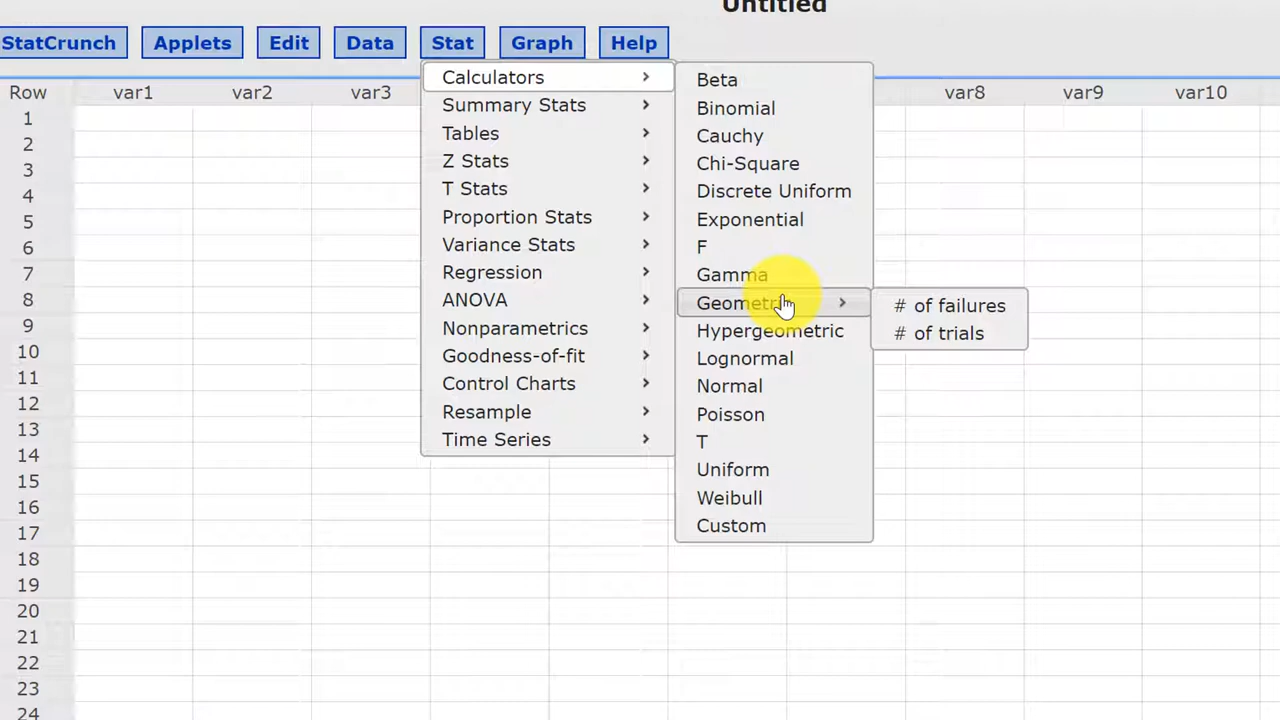 Untitled
StatCrunch Applets Edit Data Stat Graph Help
Row var1 var2 var3 var8 var9 var10
Calculators
Summary Stats
Tables
Z Stats
T Stats
Proportion Stats
Variance Stats
Regression
ANOVA
Nonparametrics
Goodness-of-fit
Control Charts
Resample
Time Series
Beta
Binomial
Cauchy
Chi-Square
Discrete Uniform
Exponential
F
Gamma
Geometric
Hypergeometric
Lognormal
Normal
Poisson
T
Uniform
Weibull
Custom
# of failures
# of trials
1
2
3
4
5
6
7
8
9
10
11
12
13
14
15
16
17
18
19
20
21
22
23
24